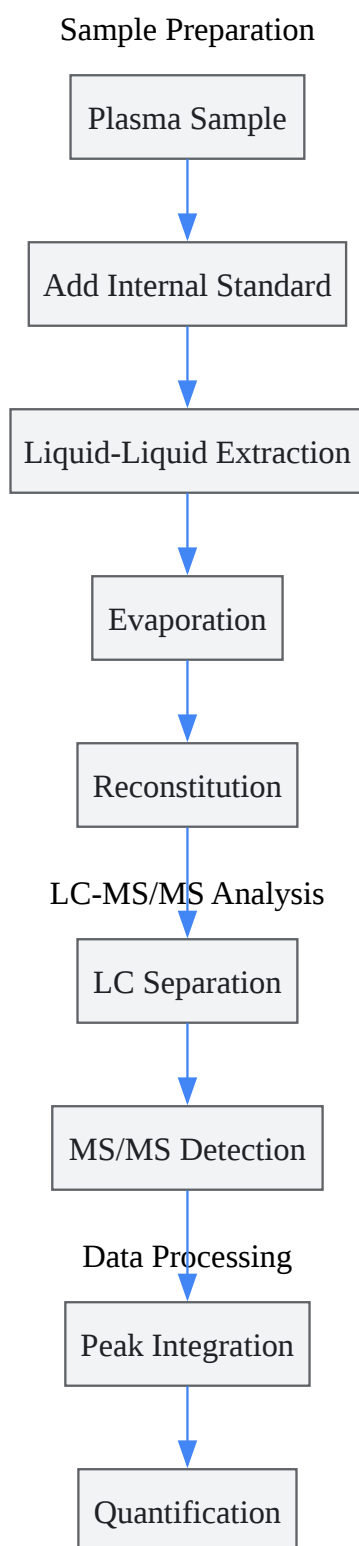 Sample Preparation
Plasma Sample
Add Internal Standard
Liquid-Liquid Extraction
Evaporation
Reconstitution
LC-MS/MS Analysis
LC Separation
MS/MS Detection
Data Processing
Peak Integration
Quantification